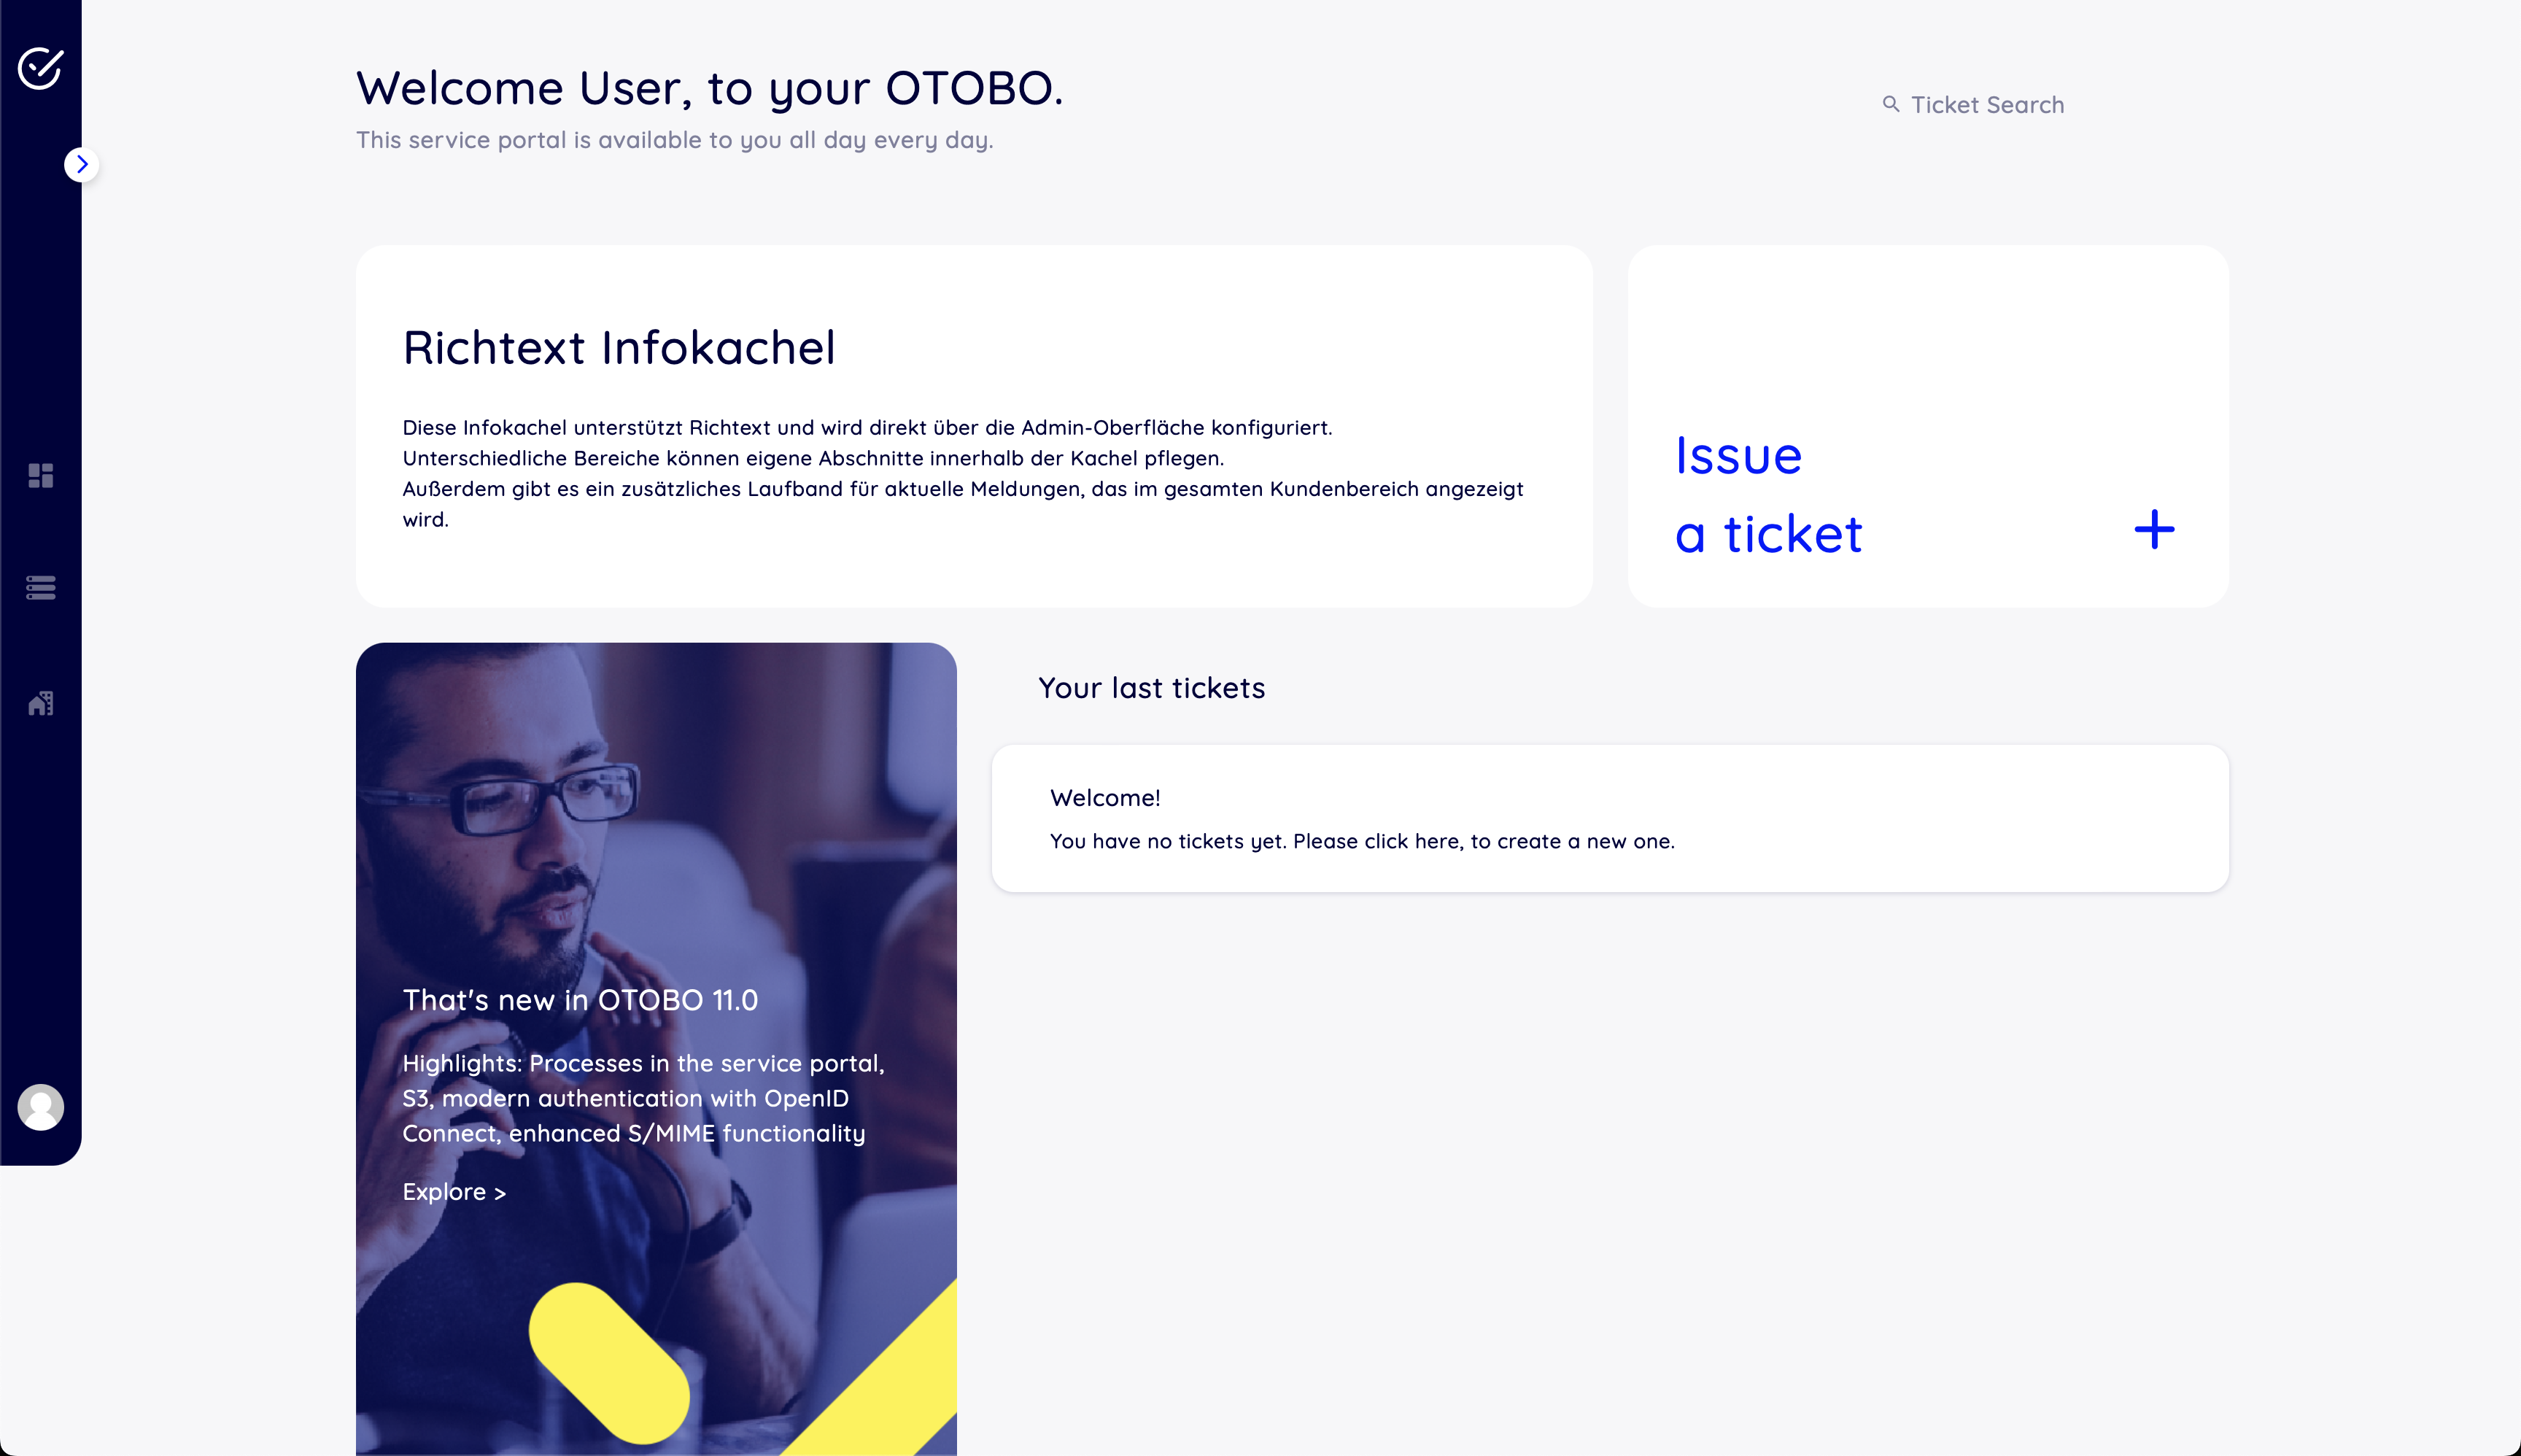 Welcome User, to your OTOBO.
This service portal is available to you all day every day.
Ticket Search
Richtext Infokachel
Diese Infokachel unterstützt Richtext und wird direkt über die Admin-Oberfläche konfiguriert.
Unterschiedliche Bereiche können eigene Abschnitte innerhalb der Kachel pflegen.
Außerdem gibt es ein zusätzliches Laufband für aktuelle Meldungen, das im gesamten Kundenbereich angezeigt
wird.
Issue
a ticket
Your last tickets
Welcome!
You have no tickets yet. Please click here, to create a new one.
That's new in OTOBO 11.0
Highlights: Processes in the service portal,
S3, modern authentication with OpenID
Connect, enhanced S/MIME functionality
Explore >